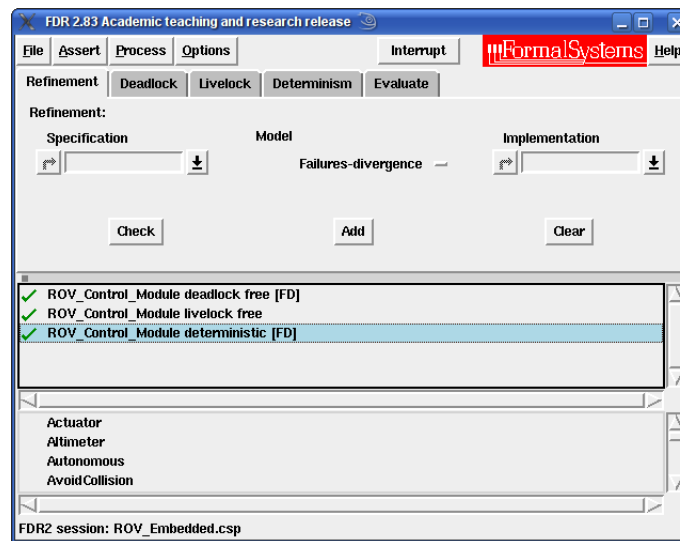 FDR 2.83 Academic teaching and research release
File Assert Process Options Interrupt FormalSystems Help
Refinement Deadlock Livelock Determinism Evaluate
Refinement:
Specification Model Implementation
Failures-divergence
Check Add Clear
ROV_Control_Module deadlock free [FD]
ROV_Control_Module livelock free
ROV_Control_Module deterministic [FD]
Actuator
Altimeter
Autonomous
AvoidCollision
FDR2 session: ROV_Embedded.csp